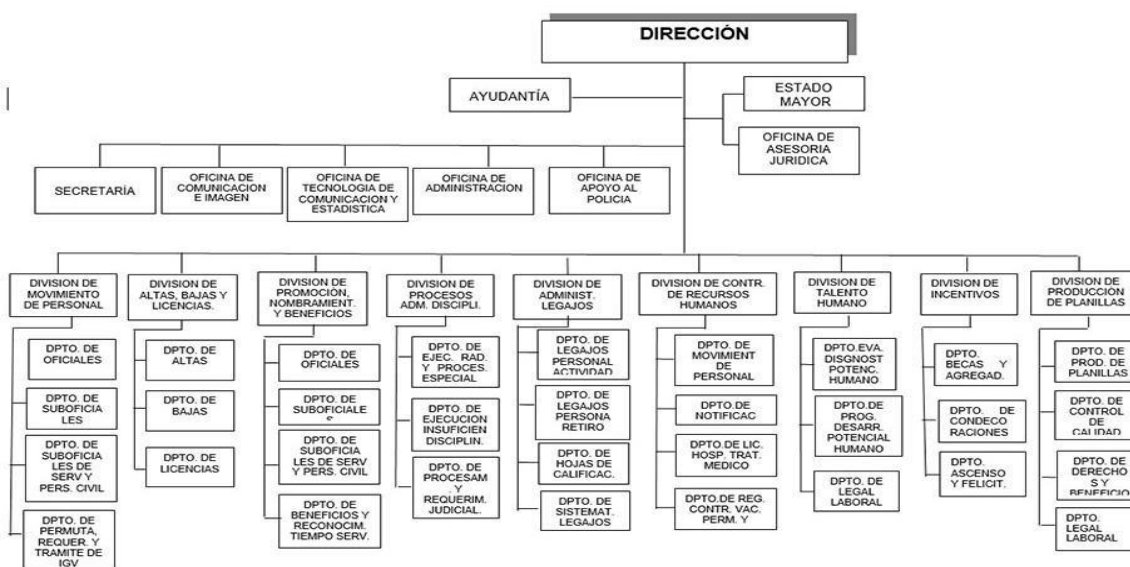 DIRECCIÓN
AYUDANTÍA
ESTADO
MAYOR
OFICINA DE
ASESORIA
JURIDICA
SECRETARÍA
OFICINA DE
COMUNICACION
E IMAGEN
OFICINA DE
TECNOLOGIA DE
COMUNICACION Y
ESTADISTICA
OFICINA DE
ADMINISTRACION
OFICINA DE
APOYO AL
POLICIA
DIVISION DE
MOVIMIENTO
DE PERSONAL
DPTO. DE
OFICIALES
DPTO. DE
SUBOFICIA
LES
DPTO. DE
SUBOFICIA
LES DE
SERV Y
PERS. CIVIL
DPTO. DE
PERMUTA,
REQUER. Y
TRAMITE DE
IGV
DIVISION DE
ALTAS, BAJAS Y
LICENCIAS.
DPTO. DE
ALTAS
DPTO. DE
BAJAS
DPTO. DE
LICENCIAS
DIVISION DE
PROMOCIÓN,
NOMBRAMENT.
Y BENEFICIOS
DPTO. DE
OFICIALES
DPTO. DE
SUBOFICIALE
S
DPTO. DE
SUBOFICIA
LES DE SERV
Y PERS. CIVIL
DPTO. DE
BENEFICIOS Y
RECONOCIM.
TIEMPO SERV.
DIVISION DE
PROCESOS
ADM. DISCIPLI.
DPTO. DE
EJEC. RAD.
Y PROCES.
ESPECIAL
DPTO. DE
EJECUCION
INSUFICIEN
DISCIPLIN.
DPTO. DE
PROCESAM
. Y
REQUERIM.
JUDICIAL.
DIVISION DE
ADMINIST.
LEGAJOS
DPTO. DE
LEGAJOS
PERSONAL
ACTIVIDAD
DPTO. DE
LEGAJOS
PERSONA
RETIRO
DPTO. DE
HOJAS DE
CALIFICAC.
DPTO. DE
SISTEMAT.
LEGAJOS
DIVISION DE CONTR.
DE RECURSOS
HUMANOS
DPTO. DE
MOVIMIENT
DE
PERSONAL
DPTO DE
NOTIFICAC
DPTO.DE LIC.
HOSP. TRAT.
MEDICO
DPTO.DE REG.
CONTR. VAC.
PERM. Y
DIVISION DE
TALENTO
HUMANO
DPTO.EVA.
DISGNOST
POTENC.
HUMANO
DPTO.DE
PROG.
DESARR.
POTENCIAL
HUMANO
DPTO. DE
LEGAL
LABORAL
DIVISION DE
INCENTIVOS
DPTO.
BECAS Y
AGREGAD.
DPTO. DE
CONDECO
RACIONES
DPTO.
ASCENSO
Y FELICIT.
DIVISION DE
PRODUCCION
DE PLANILLAS
DPTO. DE
PROD. DE
PLANILLAS
DPTO. DE
CONTROL
DE
CALIDAD
DPTO. DE
DERECHO
S Y
BENEFICIO
DPTO.
LEGAL
LABORAL